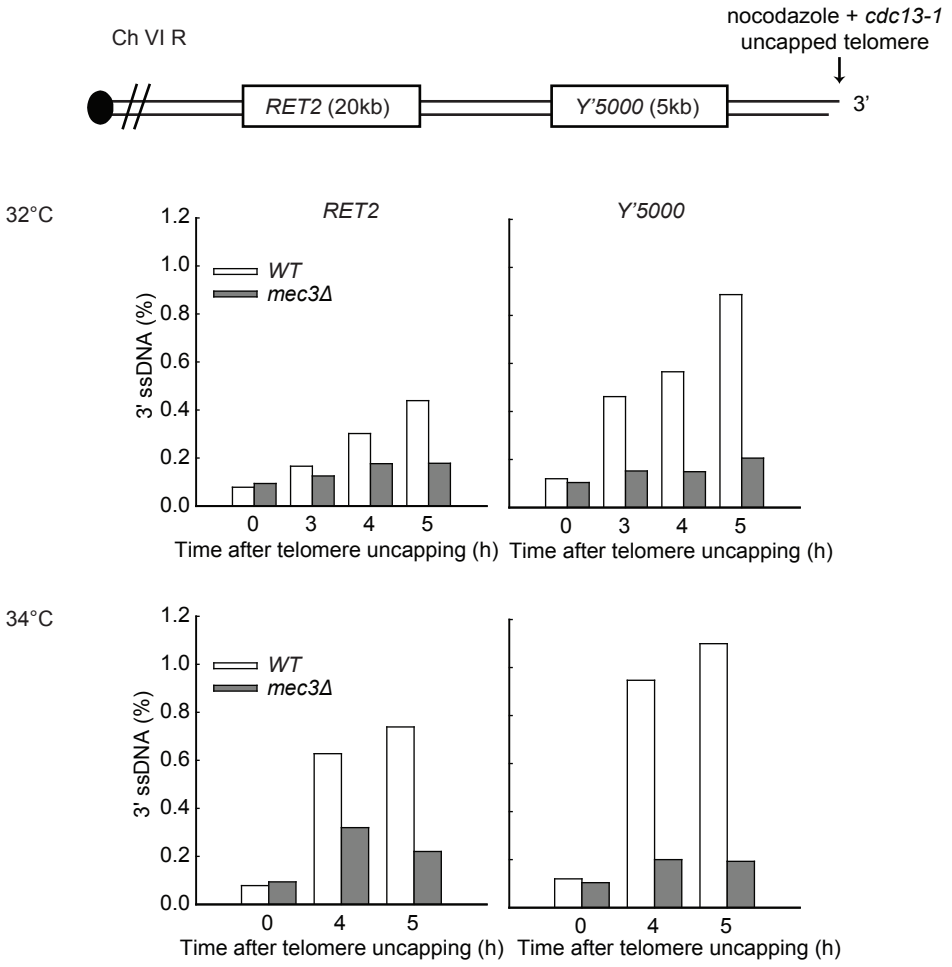 nocodazole + cdc13-1
uncapped telomere
Ch VI R
RET2 (20kb)
Y'5000 (5kb)
3’
32°C
RET2
Y'5000
1.2
1.0
0.8
0.6
0.4
0.2
0.0
3' ssDNA (%)
WT
mec3Δ
0 3 4 5
0 3 4 5
Time after telomere uncapping (h)
Time after telomere uncapping (h)
34°C
1.2
1.0
0.8
0.6
0.4
0.2
0.0
3' ssDNA (%)
WT
mec3Δ
0 4 5
0 4 5
Time after telomere uncapping (h)
Time after telomere uncapping (h)